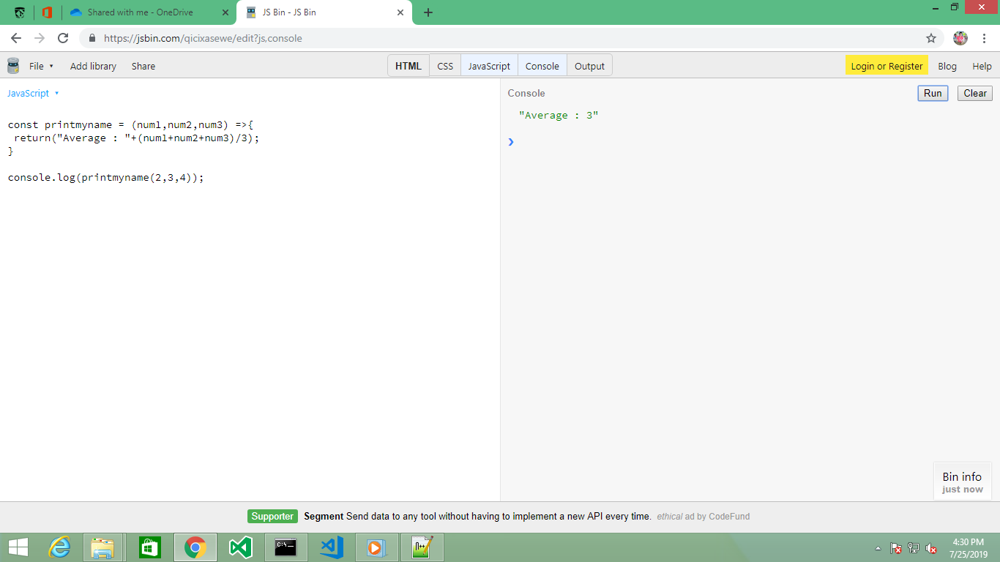 Shared with me - OneDrive
JS Bin - JS Bin
https://jsbin.com/qicixasewe/edit?js,console
File Add library Share HTML CSS JavaScript Console Output Login or Register Blog Help
JavaScript
const printmyname = (num1,num2,num3) =>{
return("Average : "+(num1+num2+num3)/3);
}
console.log(printmyname(2,3,4));
Console Run Clear
"Average : 3"
Bin info
just now
Supporter Segment Send data to any tool without having to implement a new API every time. ethical ad by CodeFund
4:30 PM
7/25/2019